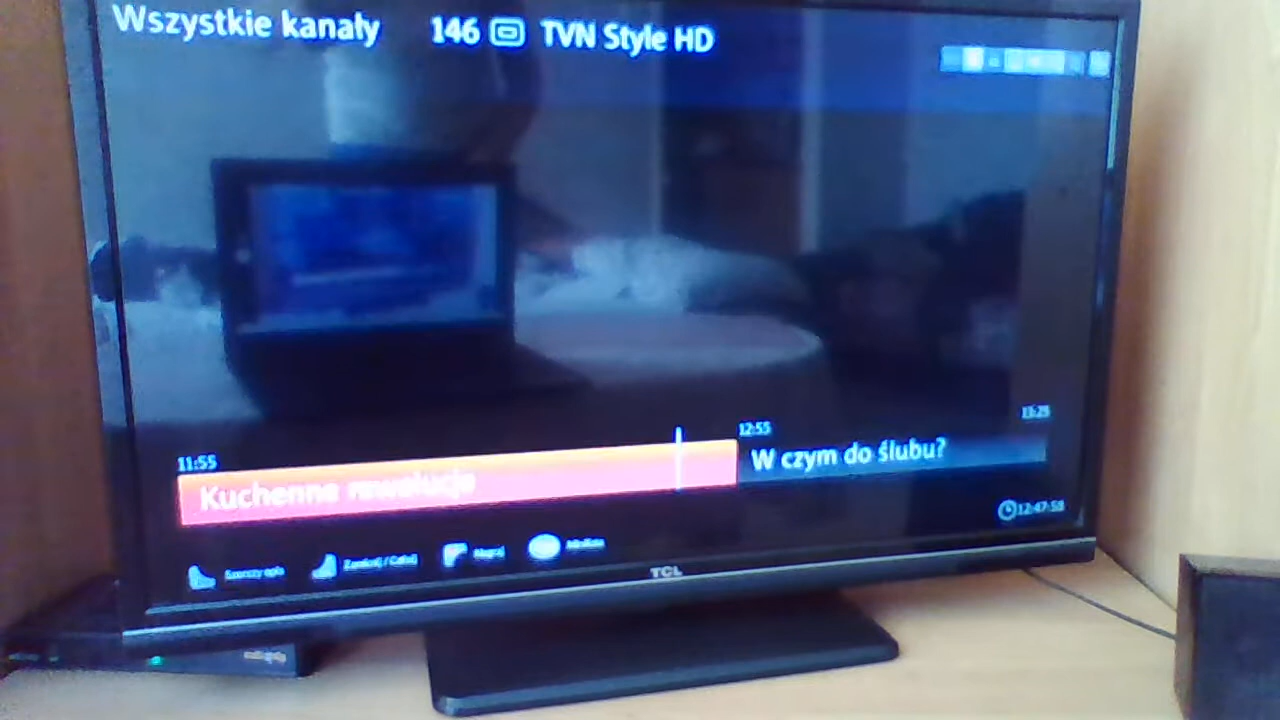 Wszystkie kanały 146 TVN Style HD
13:25
12:55
11:55
W czym do ślubu?
Kuchenne rewolucje
12:47:58
Nagraj
TCL